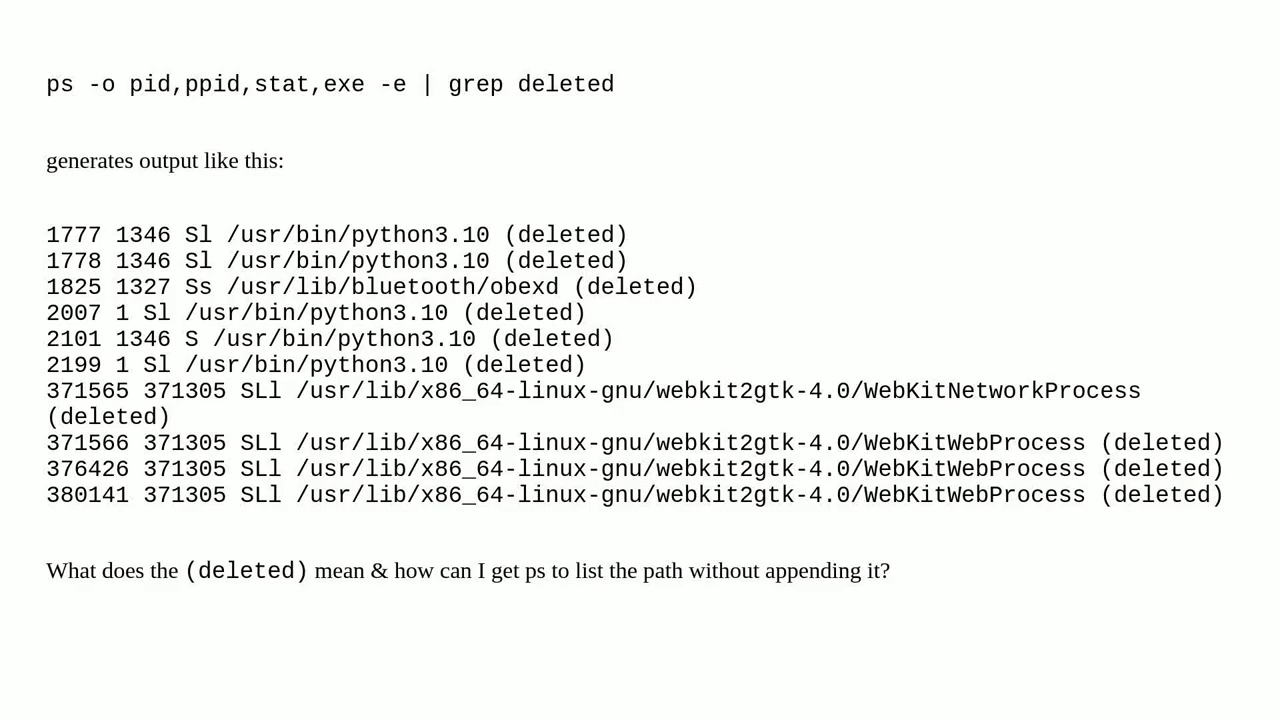 ps -o pid,ppid,stat,exe -e | grep deleted
generates output like this:
1777 1346 Sl /usr/bin/python3.10 (deleted)
1778 1346 Sl /usr/bin/python3.10 (deleted)
1825 1327 Ss /usr/lib/bluetooth/obexd (deleted)
2007 1 Sl /usr/bin/python3.10 (deleted)
2101 1346 S /usr/bin/python3.10 (deleted)
2199 1 Sl /usr/bin/python3.10 (deleted)
371565 371305 SLl /usr/lib/x86_64-linux-gnu/webkit2gtk-4.0/WebKitNetworkProcess
(deleted)
371566 371305 SLl /usr/lib/x86_64-linux-gnu/webkit2gtk-4.0/WebKitWebProcess (deleted)
376426 371305 SLl /usr/lib/x86_64-linux-gnu/webkit2gtk-4.0/WebKitWebProcess (deleted)
380141 371305 SLl /usr/lib/x86_64-linux-gnu/webkit2gtk-4.0/WebKitWebProcess (deleted)
What does the (deleted) mean & how can I get ps to list the path without appending it?